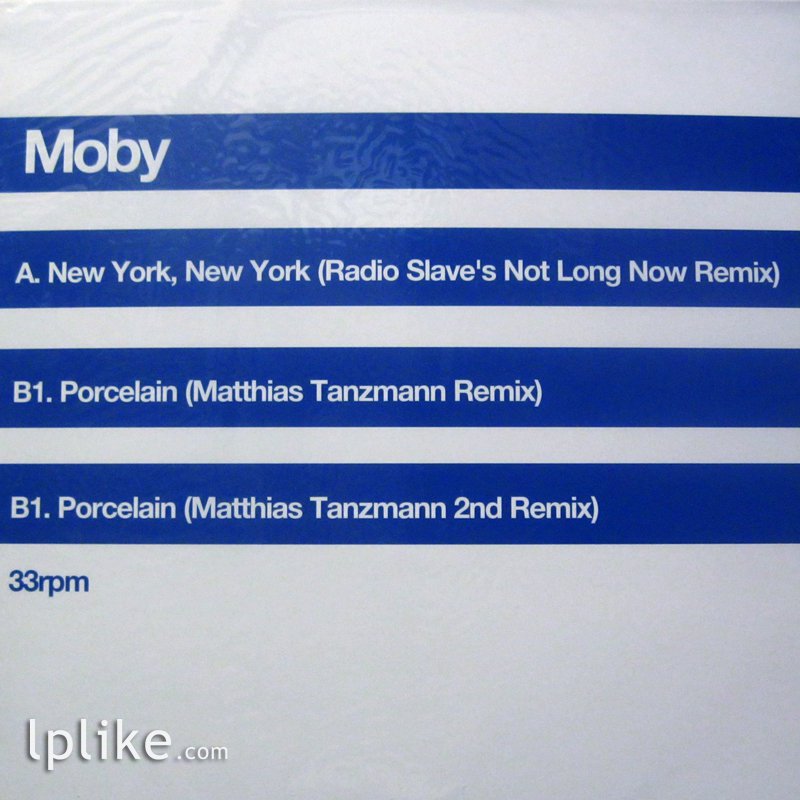 Moby
A. New York, New York (Radio Slave's Not Long Now Remix)
B1. Porcelain (Matthias Tanzmann Remix)
B1. Porcelain (Matthias Tanzmann 2nd Remix)
33rpm
lplike.com